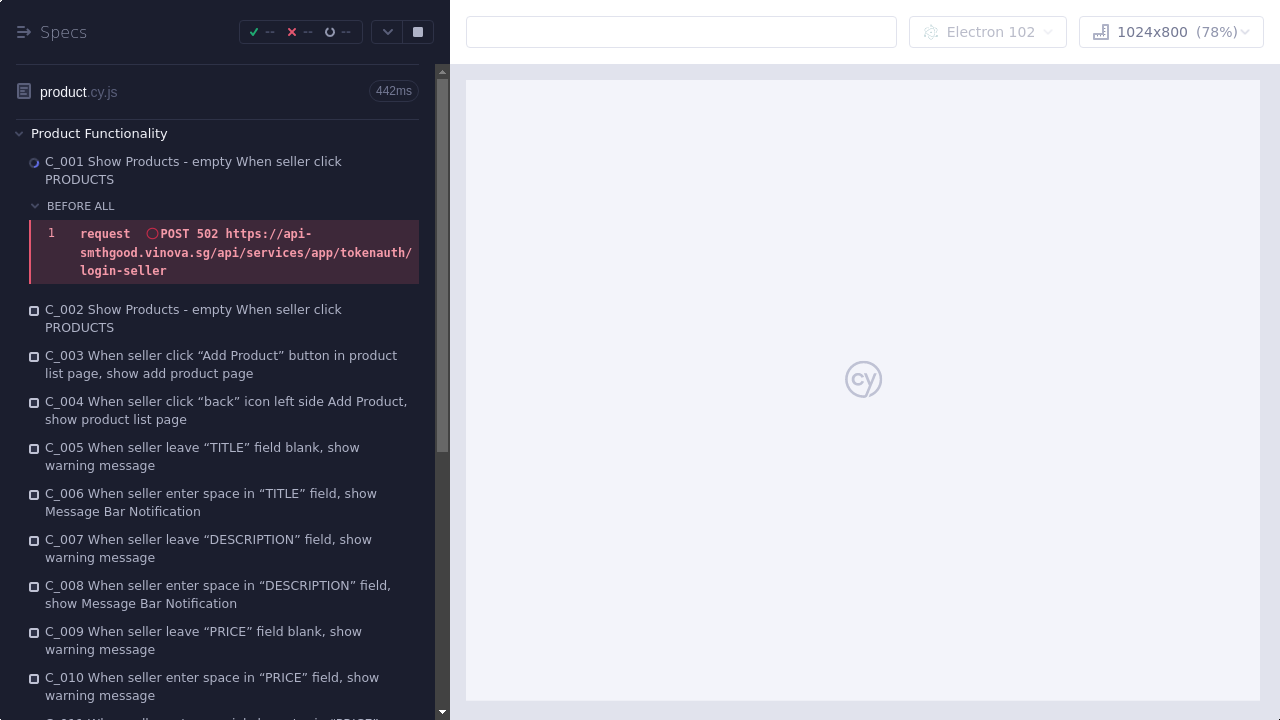 Specs
--
--
--
Electron 102
1024x800 (78%)
product.cy.js
442ms
Product Functionality
C_001 Show Products - empty When seller click
PRODUCTS
BEFORE ALL
1 request POST 502 https://api-
smthgood.vinova.sg/api/services/app/tokenauth/
login-seller
C_002 Show Products - empty When seller click
PRODUCTS
C_003 When seller click “Add Product” button in product
list page, show add product page
C_004 When seller click “back” icon left side Add Product,
show product list page
C_005 When seller leave “TITLE” field blank, show
warning message
C_006 When seller enter space in “TITLE” field, show
Message Bar Notification
C_007 When seller leave “DESCRIPTION” field, show
warning message
C_008 When seller enter space in “DESCRIPTION” field,
show Message Bar Notification
C_009 When seller leave “PRICE” field blank, show
warning message
C_010 When seller enter space in “PRICE” field, show
warning message
cy